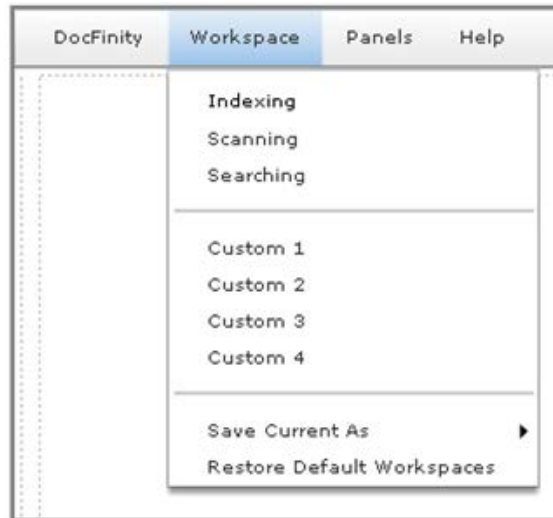 DocFinity Workspace Panels Help
Indexing
Scanning
Searching
Custom 1
Custom 2
Custom 3
Custom 4
Save Current As
Restore Default Workspaces